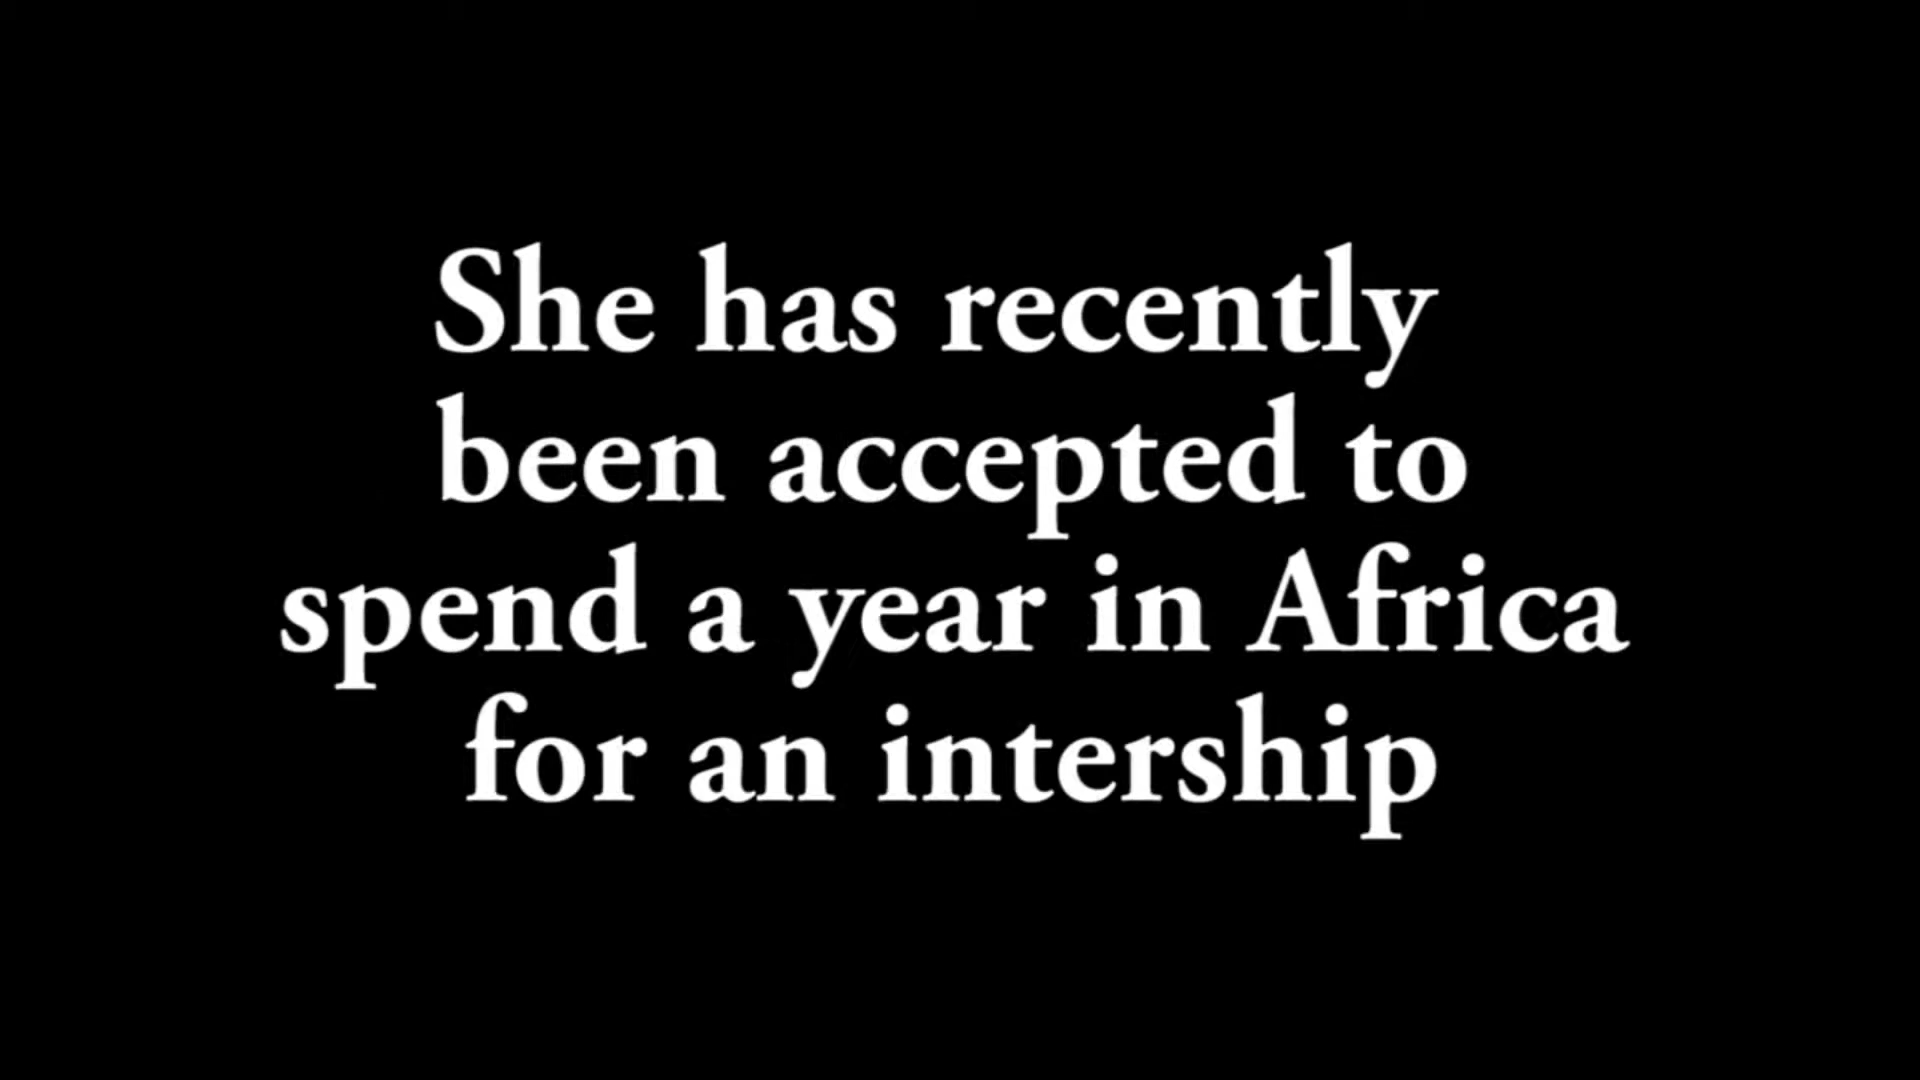 She has recently
been accepted to
spend a year in Africa
for an intership